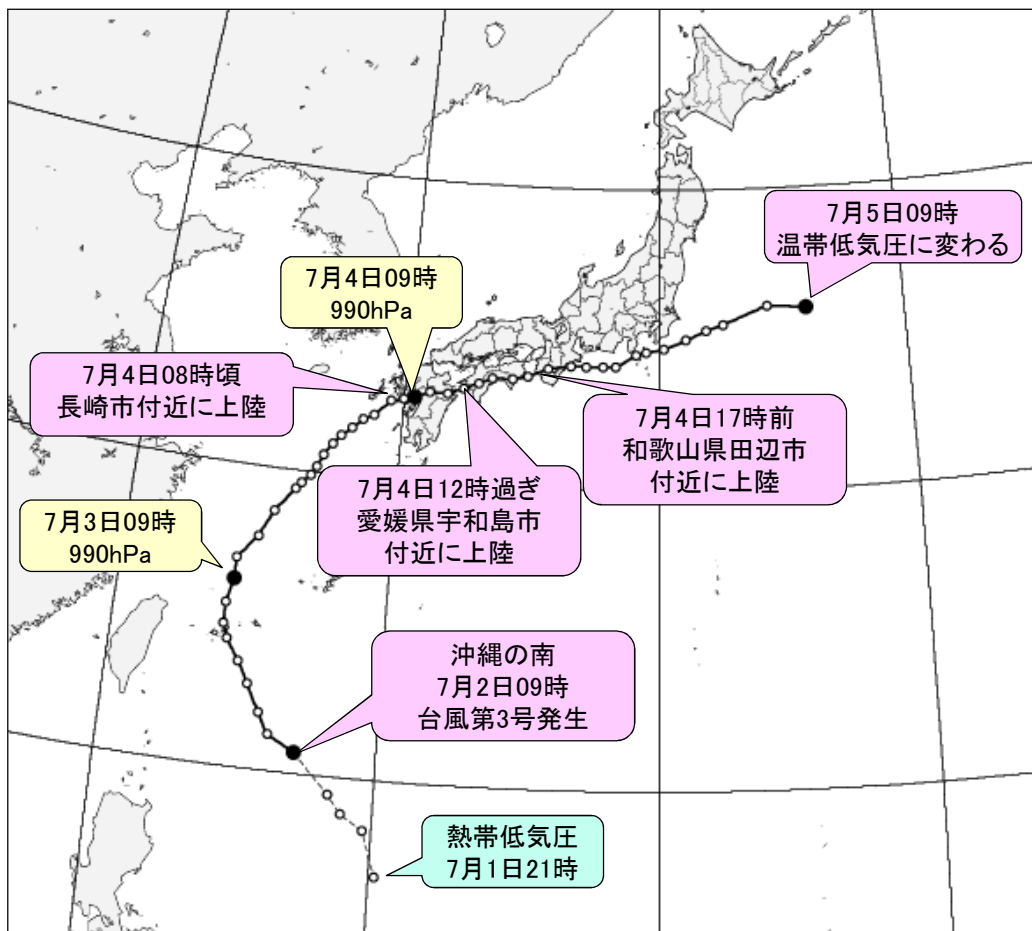 7月5日09時
温帯低気圧に変わる
7月4日09時
990hPa
7月4日08時頃
長崎市付近に上陸
7月4日17時前
和歌山県田辺市
付近に上陸
7月4日12時過ぎ
愛媛県宇和島市
付近に上陸
7月3日09時
990hPa
沖縄の南
7月2日09時
台風第3号発生
熱帯低気圧
7月1日21時